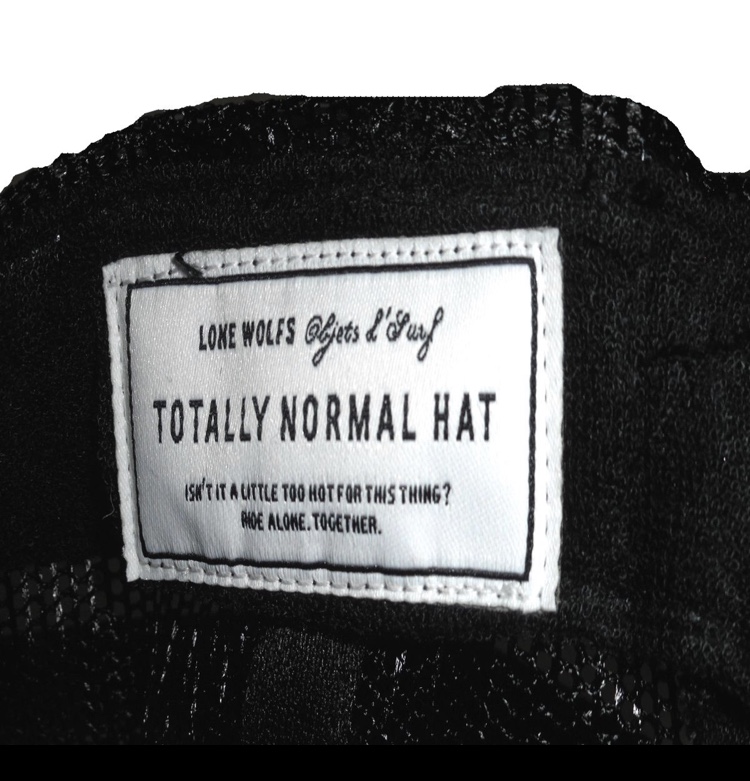 LONE WOLFS Objets d'Surf
TOTALLY NORMAL HAT
ISN'T IT A LITTLE TOO HOT FOR THIS THING?
RIDE ALONE. TOGETHER.